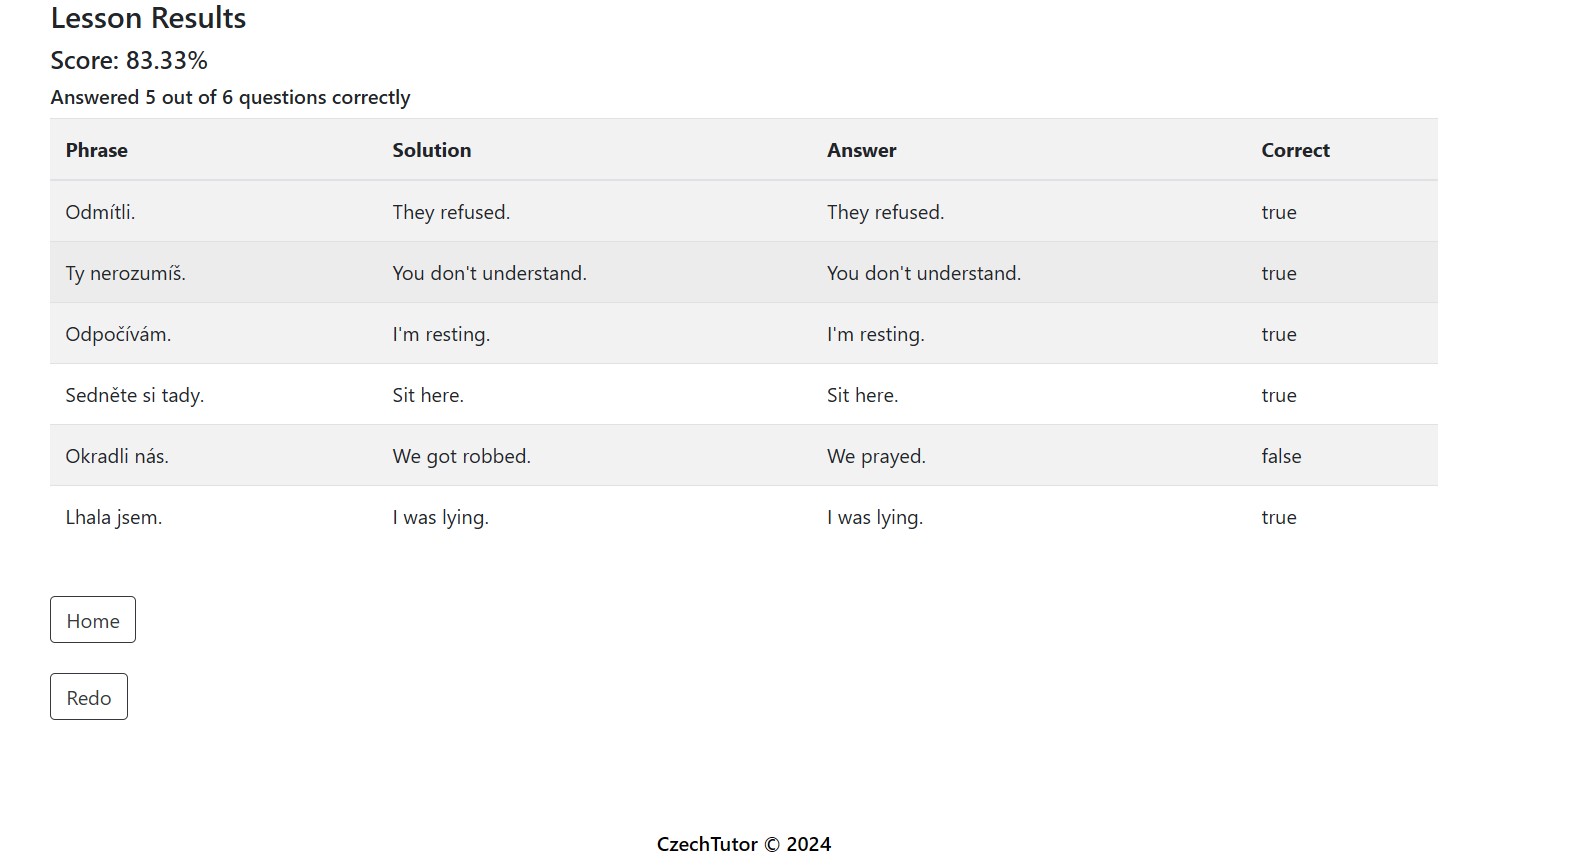 Lesson Results
Score: 83.33%
Answered 5 out of 6 questions correctly
Phrase Solution Answer Correct
Odmítli. They refused. They refused. true
Ty nerozumíš. You don't understand. You don't understand. true
Odpočívám. I'm resting. I'm resting. true
Sedněte si tady. Sit here. Sit here. true
Okradli nás. We got robbed. We prayed. false
Lhala jsem. I was lying. I was lying. true
Home
Redo
CzechTutor © 2024